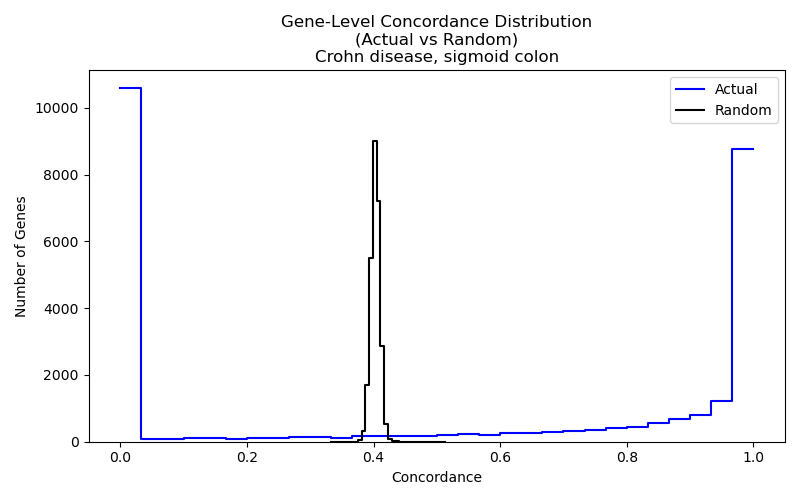 Gene-Level Concordance Distribution
(Actual vs Random)
Crohn disease, sigmoid colon
Actual
Random
Number of Genes
10000
8000
6000
4000
2000
0
0.0 0.2 0.4 0.6 0.8 1.0
Concordance